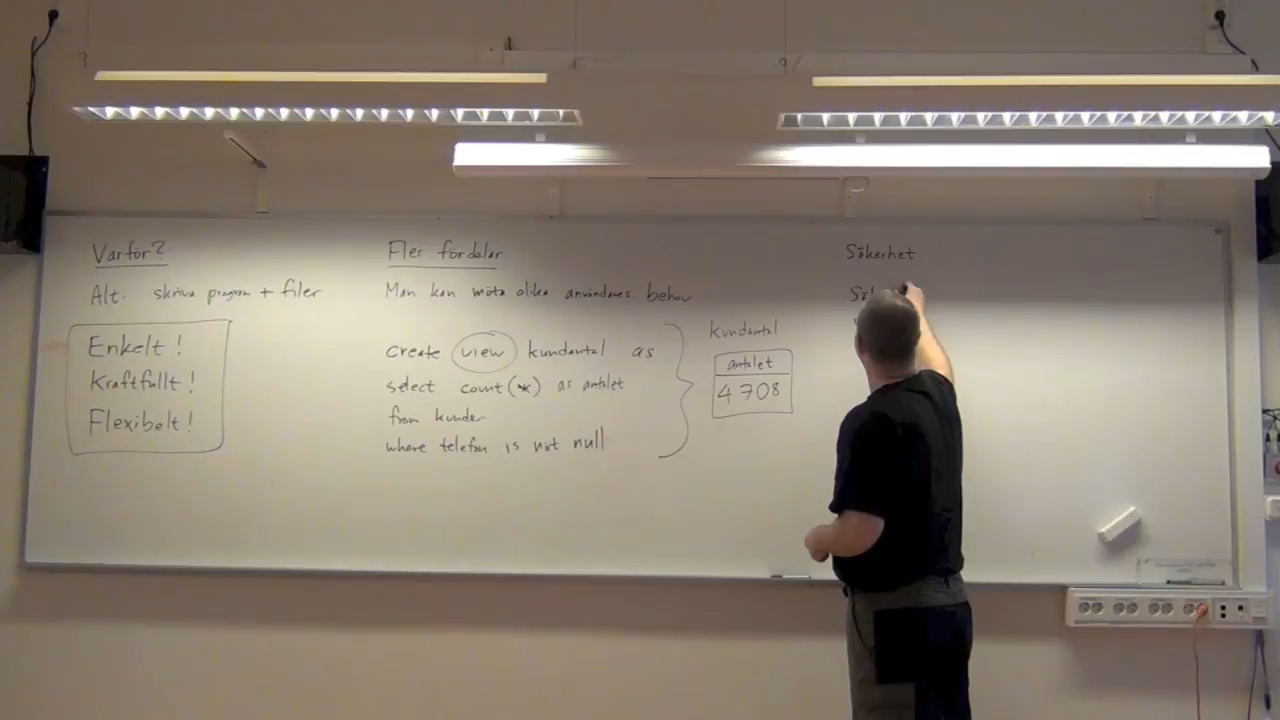 Varför?
Alt: skriva program + filer
Enkelt!
Kraftfullt!
Flexibelt!
Fler fördelar
Man kan möta olika användares behov
create view kundantal as
select count(*) as antalet
from kunder
where telefon is not null
kundantal
antalet
4708
Säkerhet